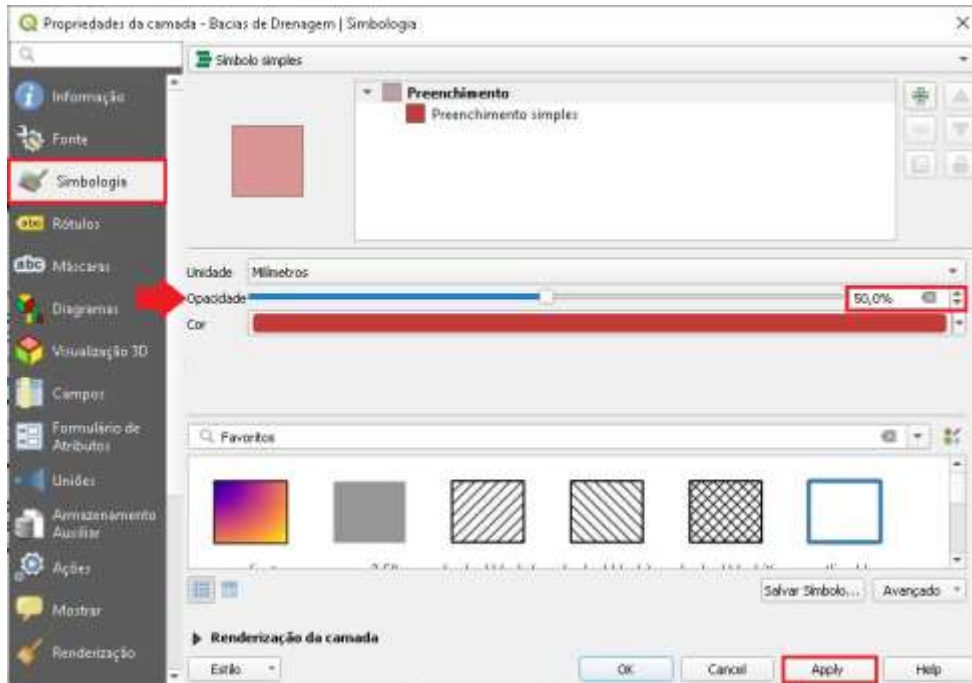 Propriedades da camada - Bacias de Drenagem | Simbologia
Símbolo simples
Informação
Fonte
Simbologia
Rótulos
Máscaras
Diagramas
Visualização 3D
Campos
Formulário de
Atributos
Uniões
Armazenamento
Auxiliar
Ações
Mostrar
Renderização
Preenchimento
Preenchimento simples
Unidade Milímetros
Opacidade 50,0%
Cor
Favoritos
Salvar Símbolo... Avançado
Renderização da camada
Estilo OK Cancel Apply Help